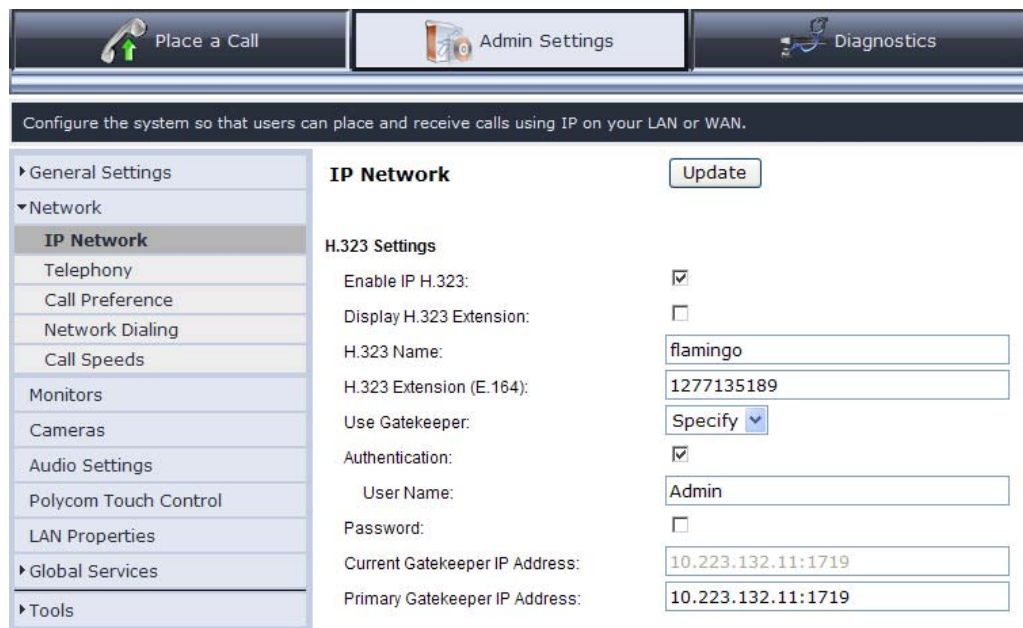 Place a Call
Admin Settings
Diagnostics
Configure the system so that users can place and receive calls using IP on your LAN or WAN.
General Settings
Network
IP Network
Telephony
Call Preference
Network Dialing
Call Speeds
Monitors
Cameras
Audio Settings
Polycom Touch Control
LAN Properties
Global Services
Tools
IP Network Update
H.323 Settings
Enable IP H.323:
Display H.323 Extension:
H.323 Name: flamingo
H.323 Extension (E.164): 1277135189
Use Gatekeeper: Specify
Authentication:
User Name: Admin
Password:
Current Gatekeeper IP Address: 10.223.132.11:1719
Primary Gatekeeper IP Address: 10.223.132.11:1719